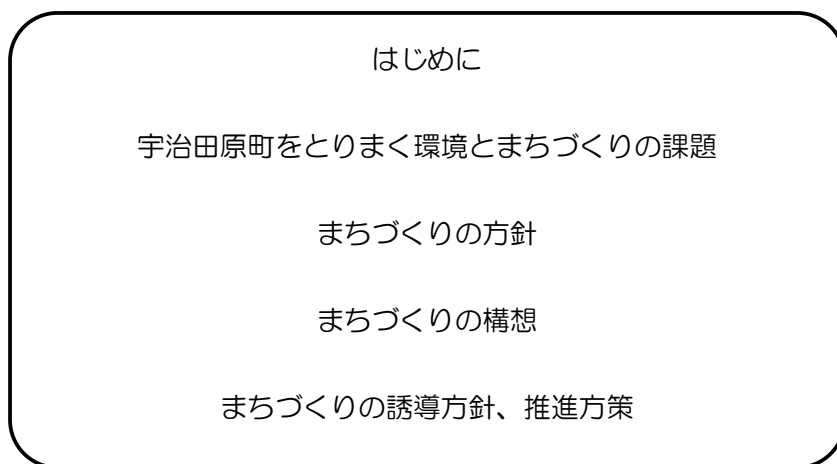 はじめに
宇治田原町をとりまく環境とまちづくりの課題
まちづくりの方針
まちづくりの構想
まちづくりの誘導方針、推進方策